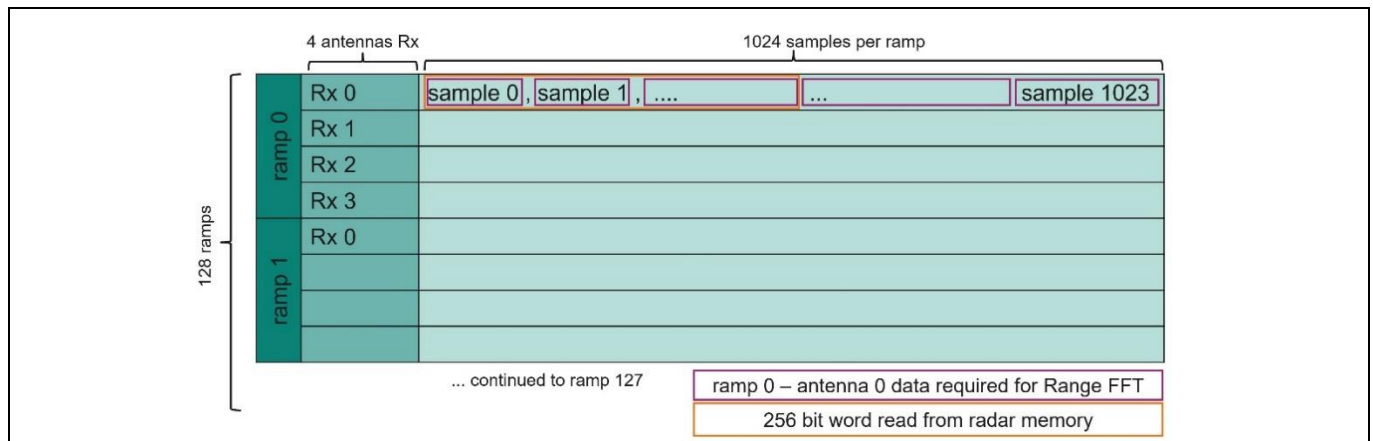 4 antennas Rx
1024 samples per ramp
128 ramps
ramp 0
Rx 0
sample 0 , sample 1 , .... ... sample 1023
Rx 1
Rx 2
Rx 3
ramp 1
Rx 0
... continued to ramp 127
ramp 0 – antenna 0 data required for Range FFT
256 bit word read from radar memory